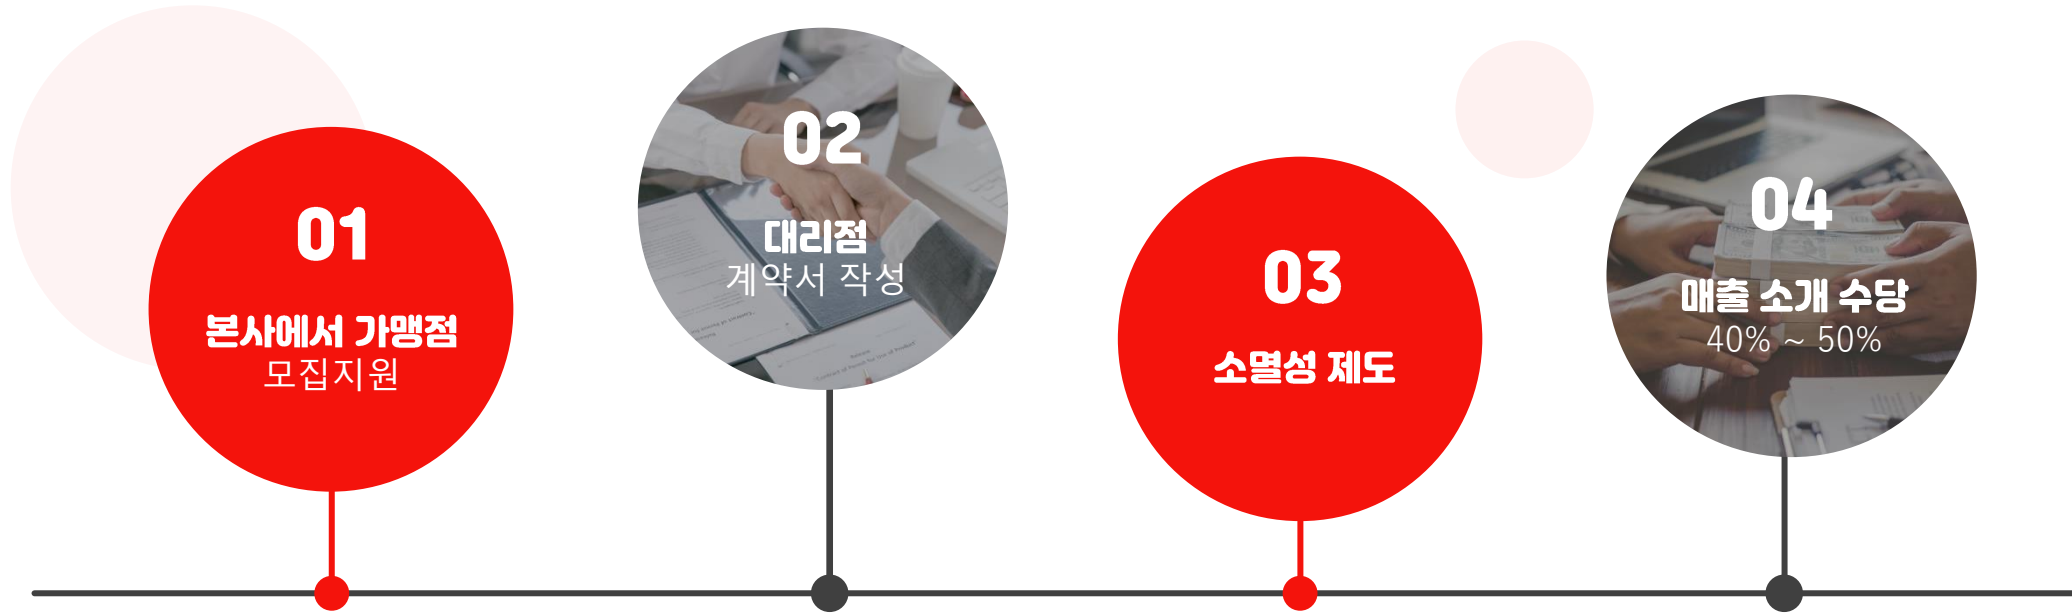 01
본사에서 가맹점
모집지원
02
대리점
계약서 작성
03
소멸성 제도
04
매출 소개 수당
40% ~ 50%